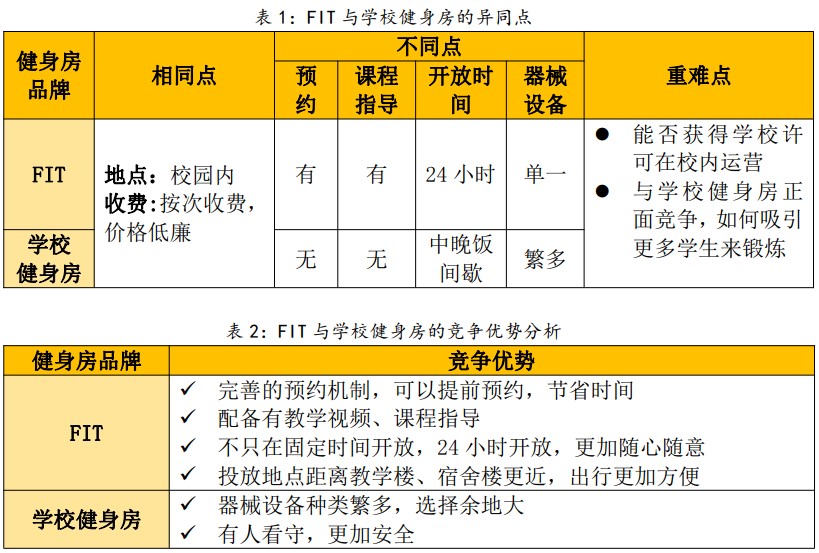 表 1：FIT 与学校健身房的异同点
健身房
品牌
相同点
不同点
重难点
预
约
课程
指导
开放时
间
器械
设备
FIT
地点：校园内
收费:按次收费，
价格低廉
有
有
24 小时
单一
● 能否获得学校许
可在校内运营
● 与学校健身房正
面竞争，如何吸引
更多学生来锻炼
学校
健身房
无
无
中晚饭
间歇
繁多
表 2：FIT 与学校健身房的竞争优势分析
健身房品牌
竞争优势
FIT
✓ 完善的预约机制，可以提前预约，节省时间
✓ 配备有教学视频、课程指导
✓ 不只在固定时间开放，24 小时开放，更加随心随意
✓ 投放地点距离教学楼、宿舍楼更近，出行更加方便
学校健身房
✓ 器械设备种类繁多，选择余地大
✓ 有人看守，更加安全